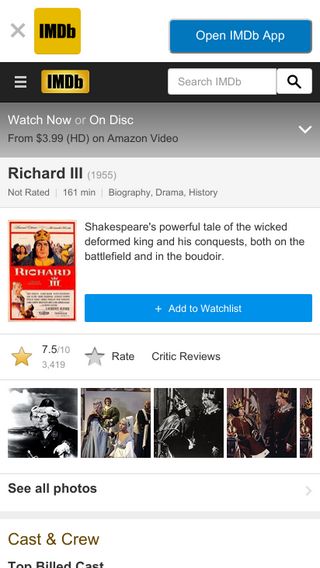 IMDb
Open IMDb App
IMDb
Search IMDb
Watch Now or On Disc
From $3.99 (HD) on Amazon Video
Richard III (1955)
Not Rated | 161 min | Biography, Drama, History
RICHARD
III
Shakespeare's powerful tale of the wicked
deformed king and his conquests, both on the
battlefield and in the boudoir.
+ Add to Watchlist
7.5/10
3,419
Rate
Critic Reviews
See all photos
Cast & Crew
Top Billed Cast